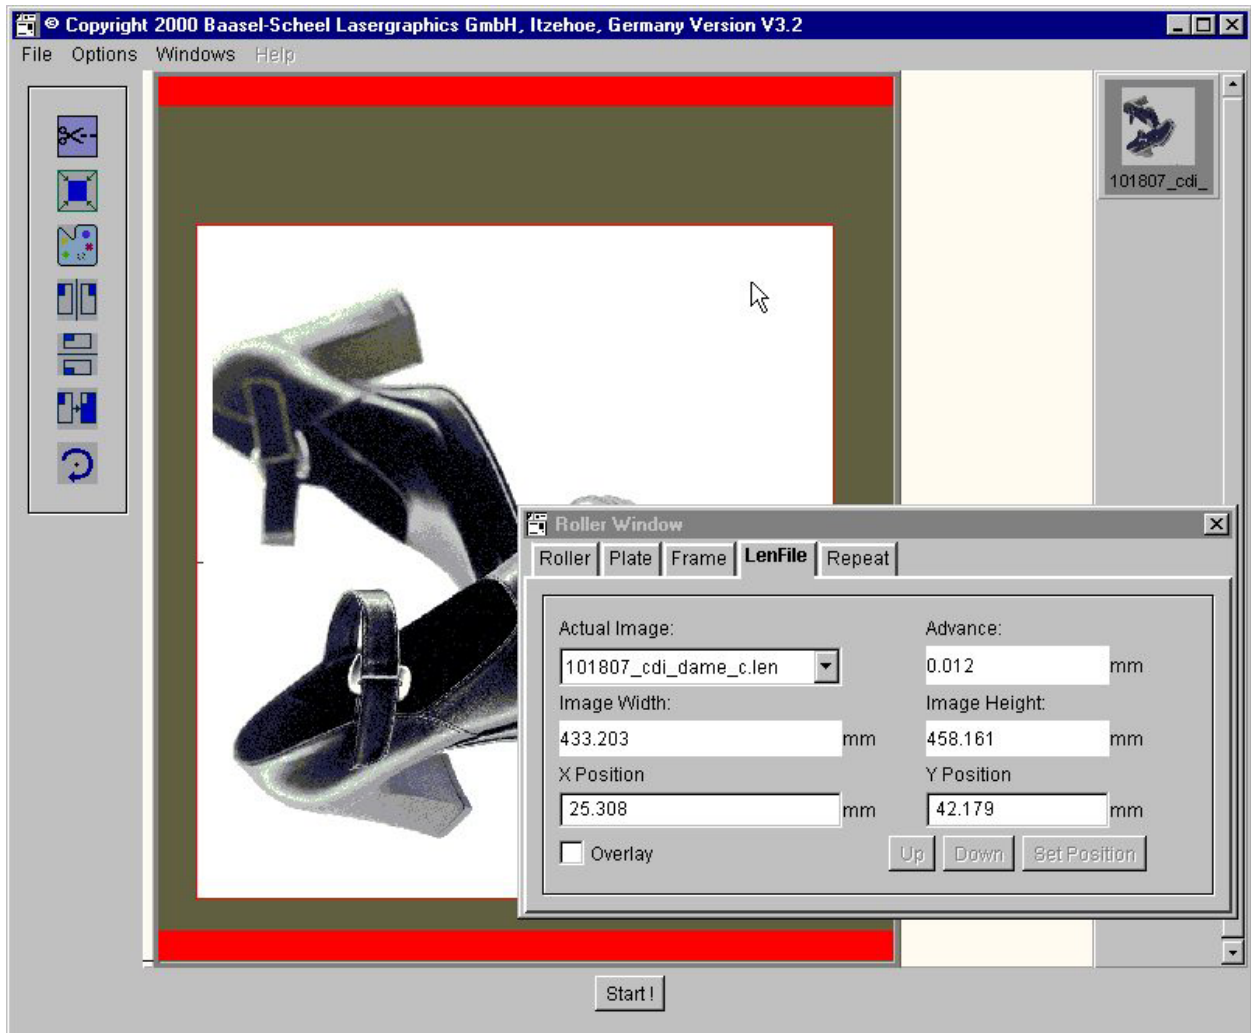 © Copyright 2000 Baasel-Scheel Lasergraphics GmbH, Itzehoe, Germany Version V3.2
File Options Windows Help
101807_cdi_
Roller Window
Roller Plate Frame LenFile Repeat
Actual Image: Advance:
101807_cdi_dame_c.len 0.012 mm
Image Width: Image Height:
433.203 mm 458.161 mm
X Position Y Position
25.308 mm 42.179 mm
Overlay Up Down Set Position
Start !